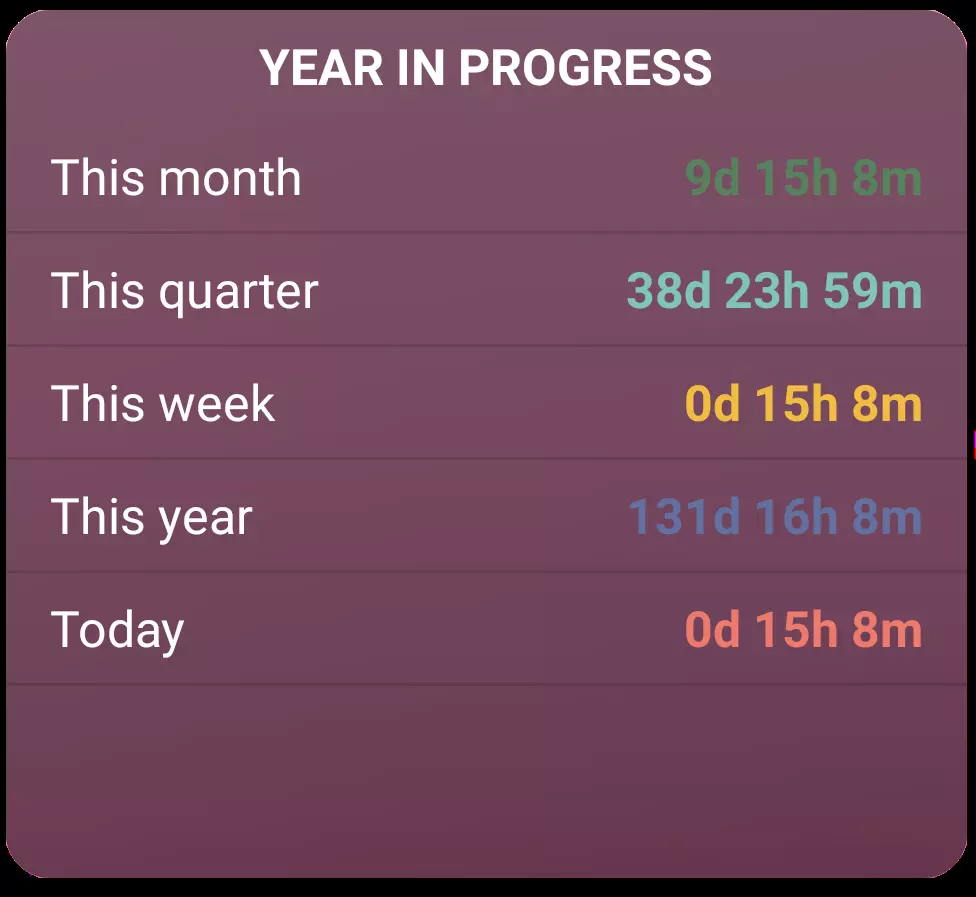 YEAR IN PROGRESS
This month 9d 15h 8m
This quarter 38d 23h 59m
This week 0d 15h 8m
This year 131d 16h 8m
Today 0d 15h 8m